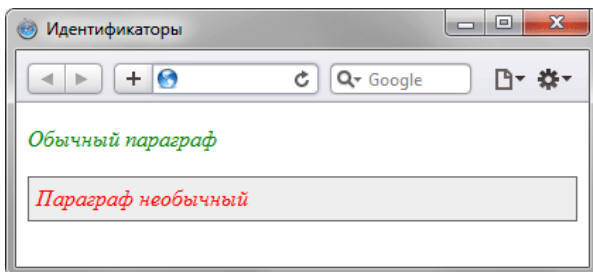 Идентификаторы
Google
Обычный параграф
Параграф необычный